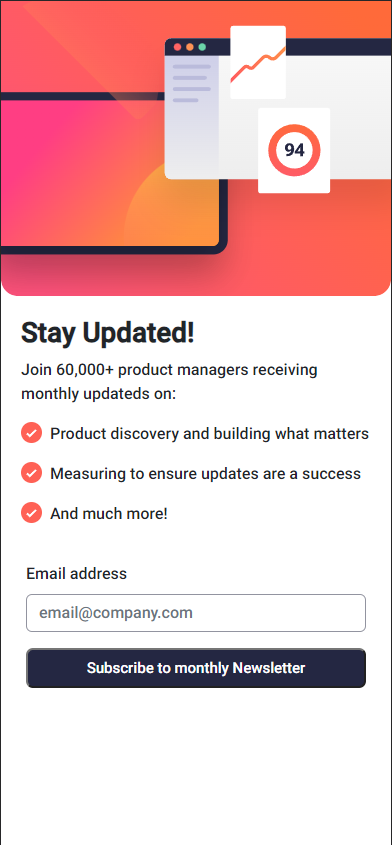 94
Stay Updated!
Join 60,000+ product managers receiving
monthly updateds on:
Product discovery and building what matters
Measuring to ensure updates are a success
And much more!
Email address
email@company.com
Subscribe to monthly Newsletter